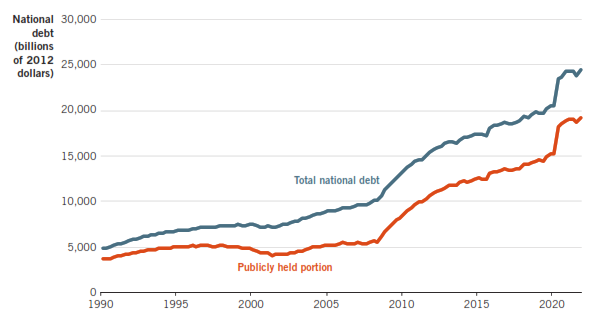 National
debt
(billions
of 2012
dollars)
30,000
25,000
20,000
15,000
10,000
5,000
0
Total national debt
Publicly held portion
1990 1995 2000 2005 2010 2015 2020